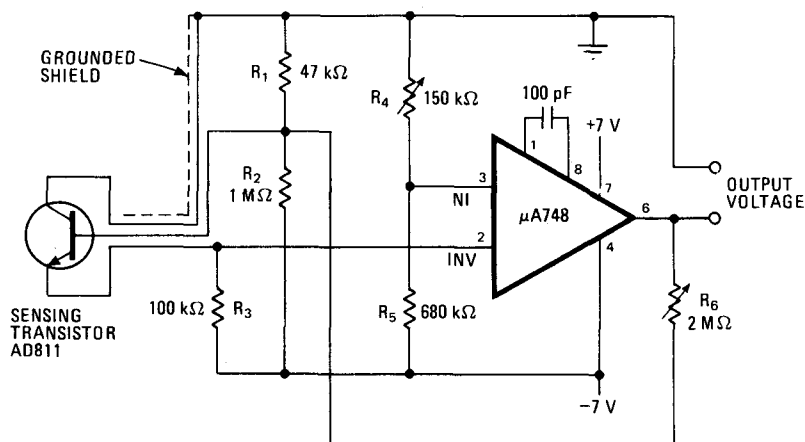 GROUNDED
SHIELD
R1 47 kΩ
R4 150 kΩ
100 pF
+7 V
1
8
R2
1 MΩ
3
7
NI
μA748
6
OUTPUT
VOLTAGE
2
4
INV
SENSING
TRANSISTOR
AD811
100 kΩ R3
R5 680 kΩ
R6
2 MΩ
−7 V